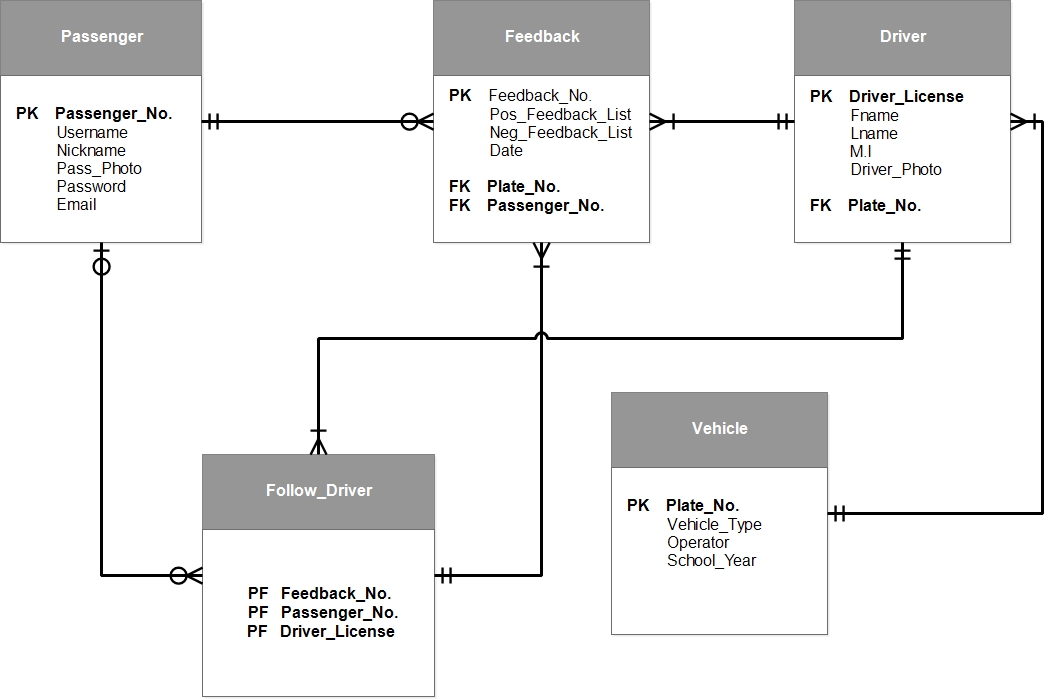 Passenger
PK Passenger_No.
Username
Nickname
Pass_Photo
Password
Email
Feedback
PK Feedback_No.
Pos_Feedback_List
Neg_Feedback_List
Date
FK Plate_No.
FK Passenger_No.
Driver
PK Driver_License
Fname
Lname
M.I
Driver_Photo
FK Plate_No.
Follow_Driver
PF Feedback_No.
PF Passenger_No.
PF Driver_License
Vehicle
PK Plate_No.
Vehicle_Type
Operator
School_Year